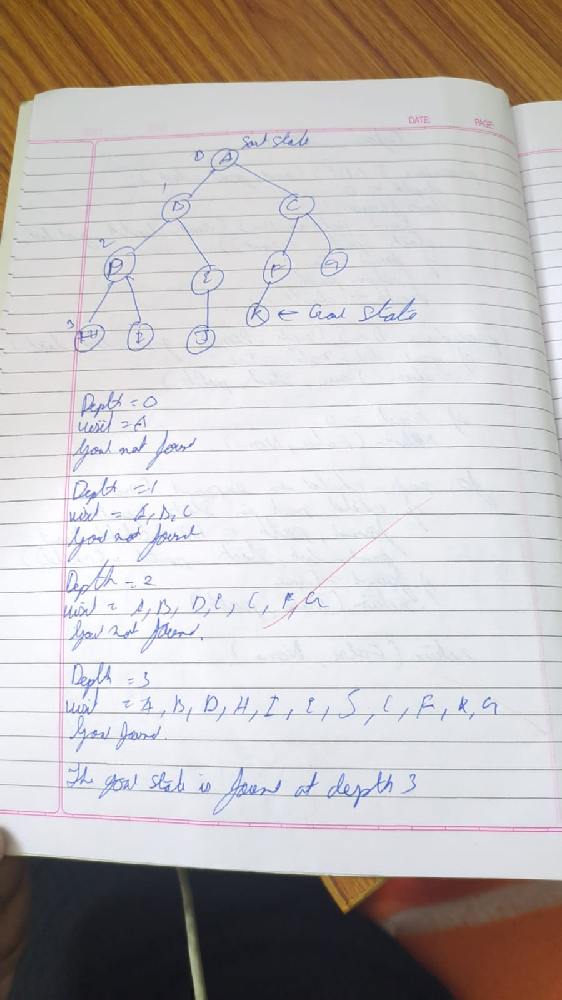 DATE:
PAGE:
Sart State
0 A
1
B C
2
D E F G
K ← Goal state
3
H I J
Depth = 0
visit = A
Goal not found
Depth = 1
visit = A, B, C
Goal not found
Depth = 2
visit = A, B, D, E, C, F, G
Goal not found.
Depth = 3
visit = A, B, D, H, I, E, J, C, F, K, G
Goal found.
The goal state is found at depth 3